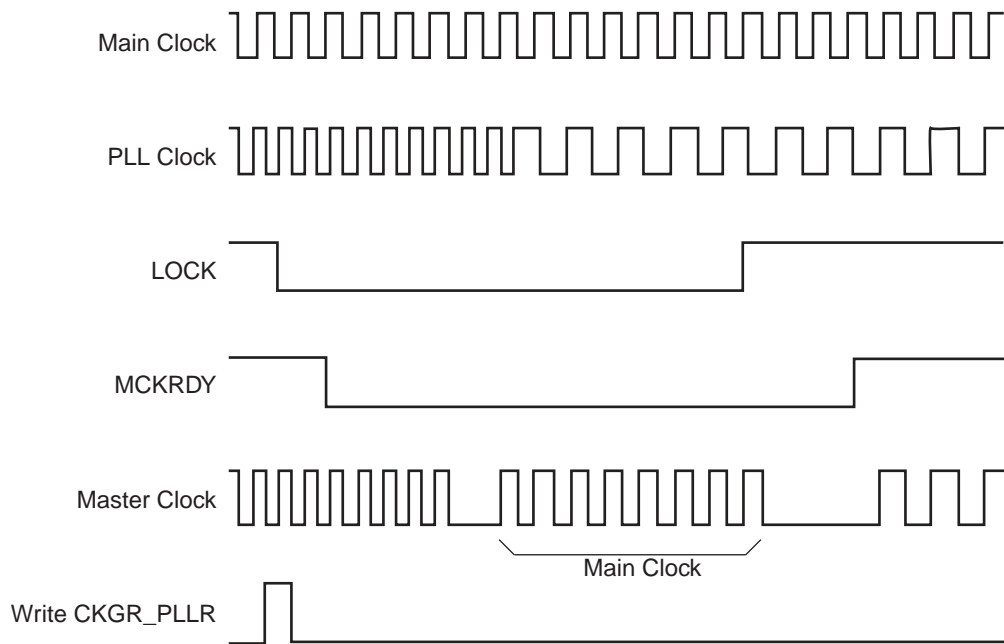 Main Clock
PLL Clock
LOCK
MCKRDY
Master Clock
Main Clock
Write CKGR_PLLR